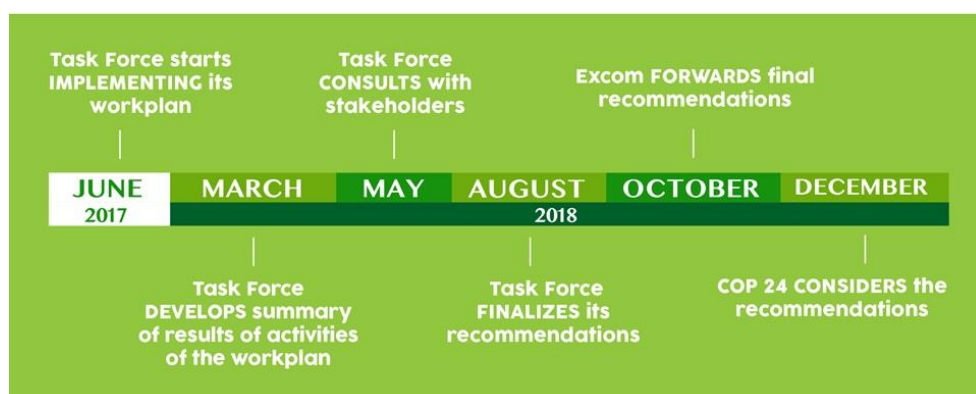 Task Force starts
IMPLEMENTING its
workplan
Task Force
CONSULTS with
stakeholders
Excom FORWARDS final
recommendations
JUNE
2017
MARCH
MAY
AUGUST
OCTOBER
DECEMBER
2018
Task Force
DEVELOPS summary
of results of activities
of the workplan
Task Force
FINALIZES its
recommendations
COP 24 CONSIDERS the
recommendations